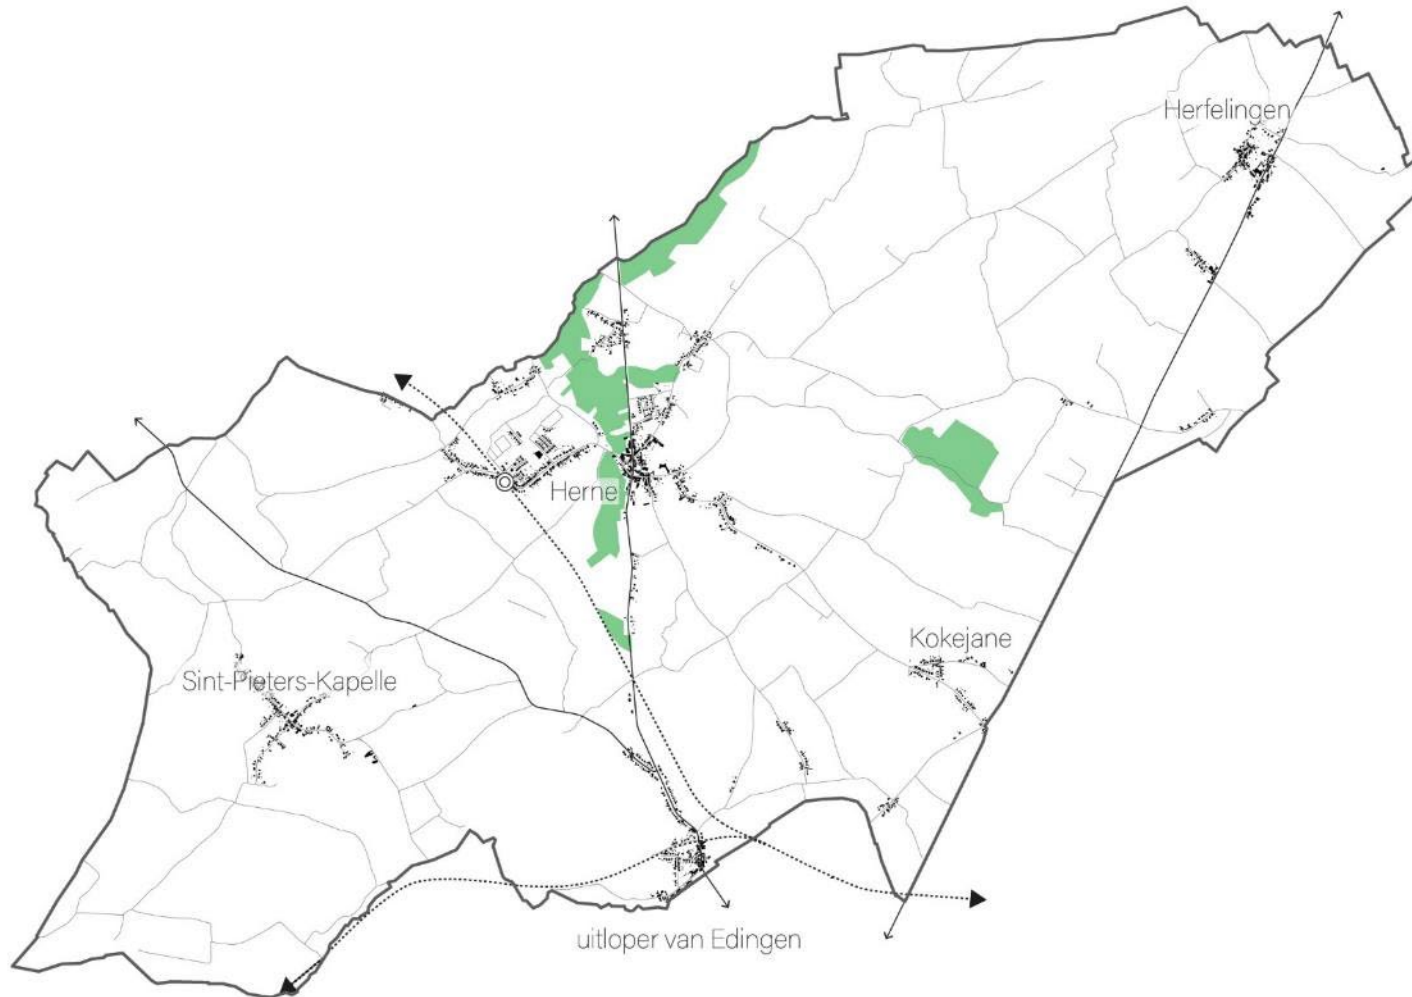 Herfelingen
Herne
Kokejane
Sint-Pieters-Kapelle
uitloper van Edingen